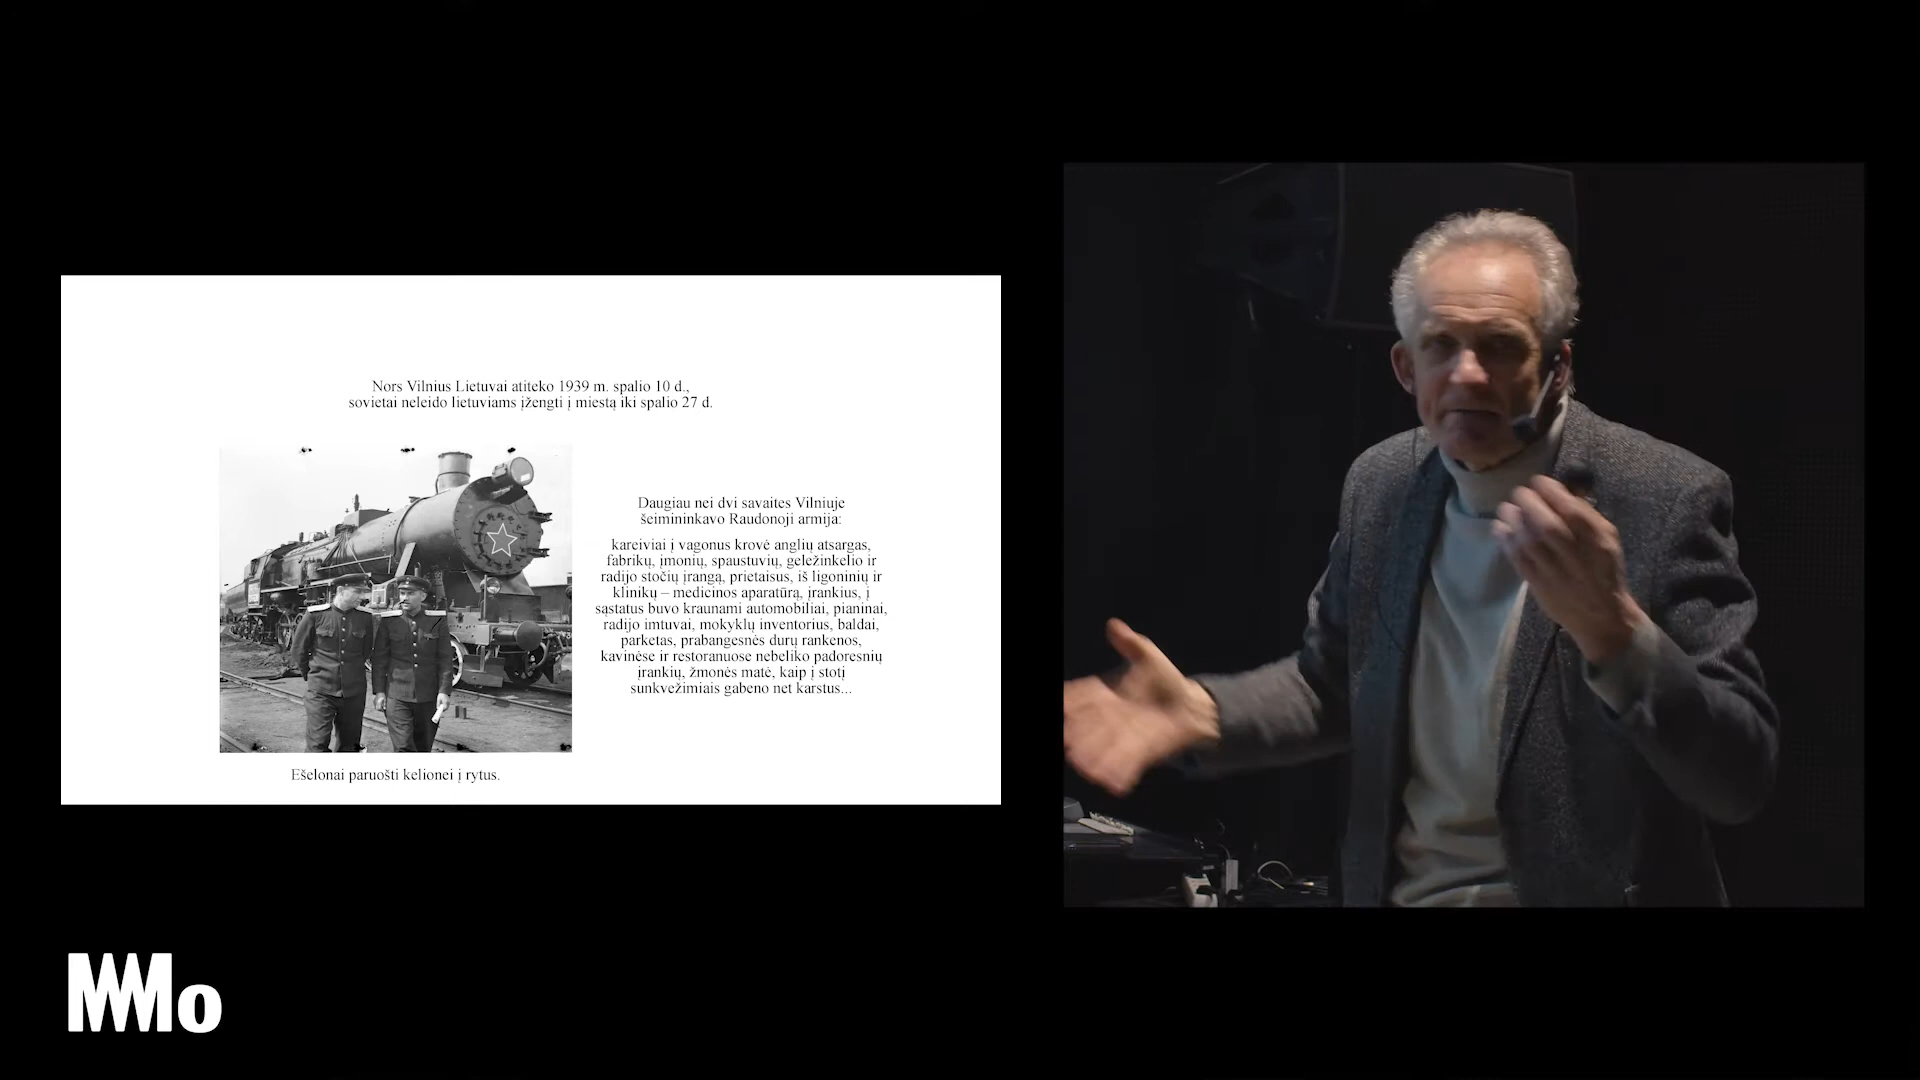 Nors Vilnius Lietuvai atiteko 1939 m. spalio 10 d.,
sovietai neleido lietuviams įžengti į miestą iki spalio 27 d.
Daugiau nei dvi savaites Vilniuje
šeimininkavo Raudonoji armija:
kareiviai į vagonus krovė anglių atsargas,
fabrikų, įmonių, spaustuvių, geležinkelio ir
radijo stočių įrangą, prietaisus, iš ligoninių ir
klinikų – medicinos aparatūrą, įrankius, į
sąstatus buvo kraunami automobiliai, pianinai,
radijo imtuvai, mokyklų inventorius, baldai,
parketas, prabangesnės durų rankenos,
kavinėse ir restoranuose nebeliko padoresnių
įrankių, žmonės matė, kaip į stotį
sunkvežimiais gabeno net karstus...
Ešelonai paruošti kelionei į rytus.
MMo